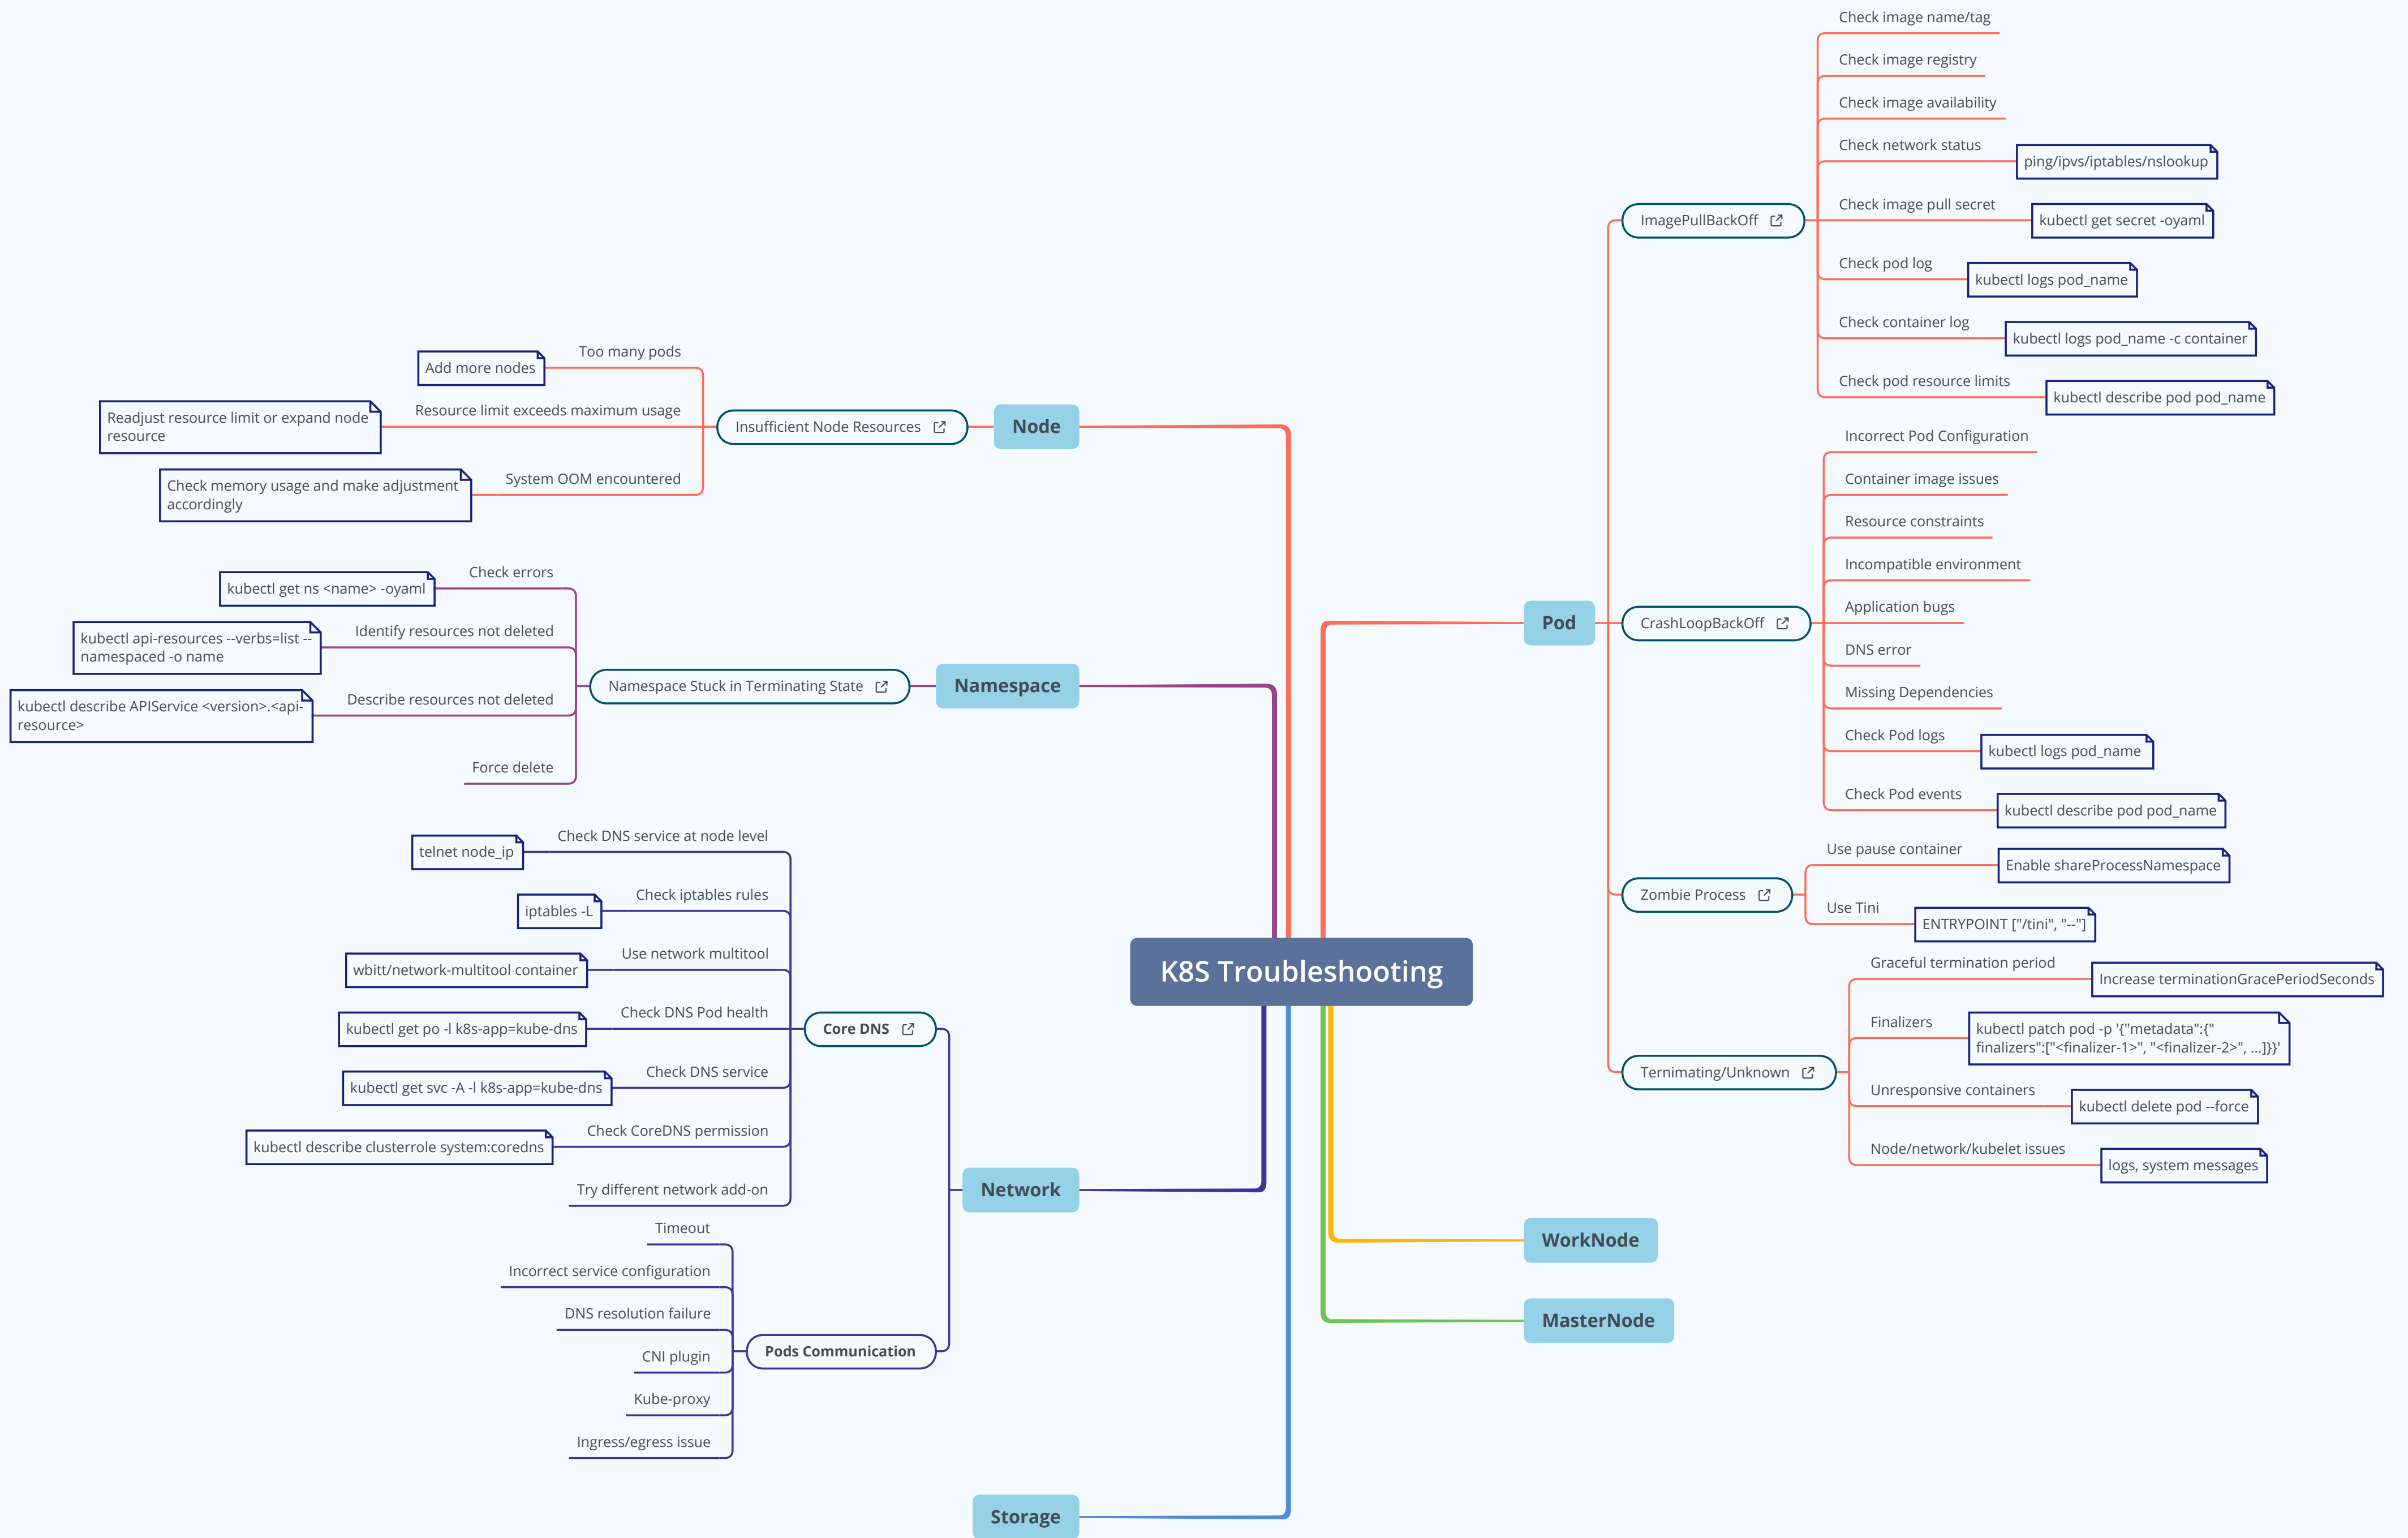 K8S Troubleshooting
Pod
ImagePullBackOff
Check image name/tag
Check image registry
Check image availability
Check network status
ping/ipvs/iptables/nslookup
Check image pull secret
kubectl get secret -oyaml
Check pod log
kubectl logs pod_name
Check container log
kubectl logs pod_name -c container
Check pod resource limits
kubectl describe pod pod_name
CrashLoopBackOff
Incorrect Pod Configuration
Container image issues
Resource constraints
Incompatible environment
Application bugs
DNS error
Missing Dependencies
Check Pod logs
kubectl logs pod_name
Check Pod events
kubectl describe pod pod_name
Zombie Process
Use pause container
Enable shareProcessNamespace
Use Tini
ENTRYPOINT ["/tini", "--"]
Ternimating/Unknown
Graceful termination period
Increase terminationGracePeriodSeconds
Finalizers
kubectl patch pod -p '{"metadata":{"
finalizers":["<finalizer-1>", "<finalizer-2>", ...]}}'
Unresponsive containers
kubectl delete pod --force
Node/network/kubelet issues
logs, system messages
WorkNode
MasterNode
Node
Insufficient Node Resources
Too many pods
Add more nodes
Resource limit exceeds maximum usage
Readjust resource limit or expand node
resource
System OOM encountered
Check memory usage and make adjustment
accordingly
Namespace
Namespace Stuck in Terminating State
Check errors
kubectl get ns <name> -oyaml
Identify resources not deleted
kubectl api-resources --verbs=list --
namespaced -o name
Describe resources not deleted
kubectl describe APIService <version>.<api-
resource>
Force delete
Network
Core DNS
Check DNS service at node level
telnet node_ip
Check iptables rules
iptables -L
Use network multitool
wbitt/network-multitool container
Check DNS Pod health
kubectl get po -l k8s-app=kube-dns
Check DNS service
kubectl get svc -A -l k8s-app=kube-dns
Check CoreDNS permission
kubectl describe clusterrole system:coredns
Try different network add-on
Pods Communication
Timeout
Incorrect service configuration
DNS resolution failure
CNI plugin
Kube-proxy
Ingress/egress issue
Storage